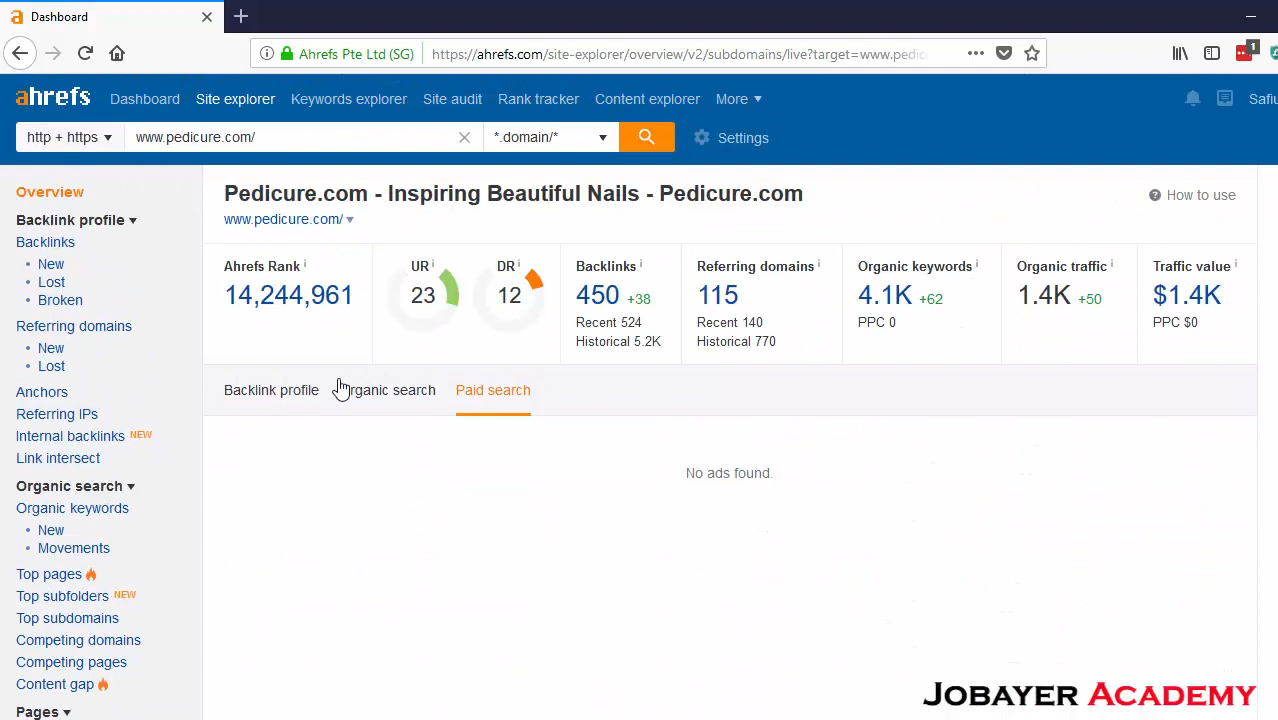 Dashboard
Ahrefs Pte Ltd (SG) https://ahrefs.com/site-explorer/overview/v2/subdomains/live?target=www.pedic
1
ahrefs Dashboard Site explorer Keywords explorer Site audit Rank tracker Content explorer More Safiu
http + https www.pedicure.com/ *.domain/* Settings
Overview
Backlink profile
Backlinks
• New
• Lost
• Broken
Referring domains
• New
• Lost
Anchors
Referring IPs
Internal backlinks NEW
Link intersect
Organic search
Organic keywords
• New
• Movements
Top pages
Top subfolders NEW
Top subdomains
Competing domains
Competing pages
Content gap
Pages
Pedicure.com - Inspiring Beautiful Nails - Pedicure.com
How to use
www.pedicure.com/
Ahrefs Rank i UR i DR i Backlinks i Referring domains i Organic keywords i Organic traffic i Traffic value i
14,244,961 23 12 450 +38 115 4.1K +62 1.4K +50 $1.4K
Recent 524 Recent 140 PPC 0 PPC $0
Historical 5.2K Historical 770
Backlink profile rganic search Paid search
No ads found.
JOBAYER ACADEMY